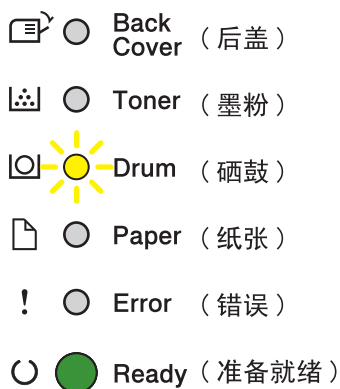 Back
Cover （后盖）
Toner （墨粉）
Drum （硒鼓）
Paper （纸张）
! Error （错误）
Ready （准备就绪）